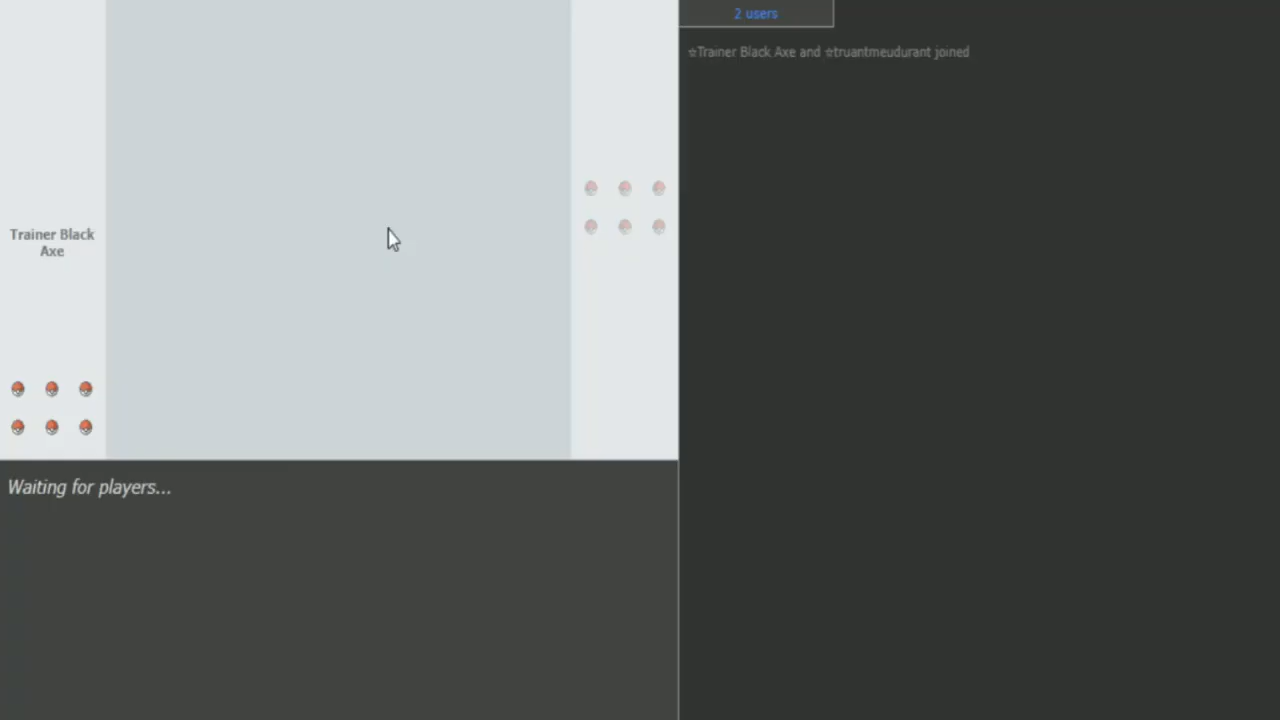 2 users
☆Trainer Black Axe and ☆truantmeudurant joined
Trainer Black
Axe
Waiting for players...